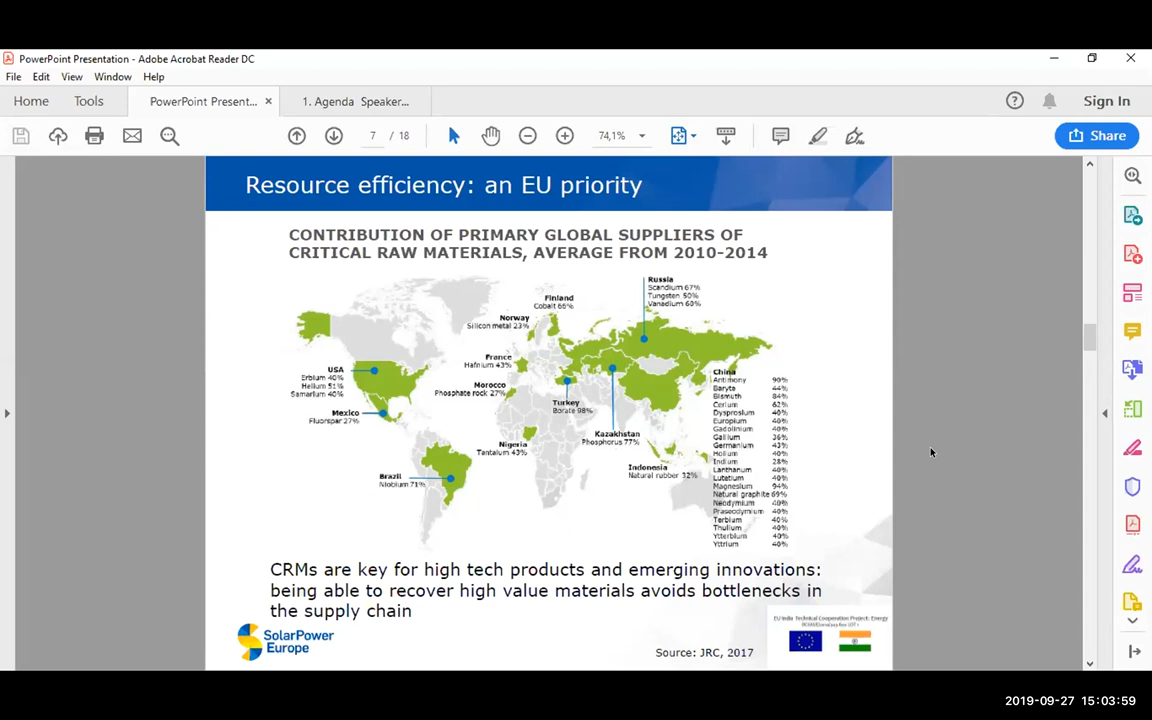 PowerPoint Presentation - Adobe Acrobat Reader DC
File Edit View Window Help
Home Tools PowerPoint Present... × 1. Agenda Speaker...
Sign In
7 / 18 74,1% Share
Resource efficiency: an EU priority
CONTRIBUTION OF PRIMARY GLOBAL SUPPLIERS OF
CRITICAL RAW MATERIALS, AVERAGE FROM 2010-2014
Russia
Scandium 67%
Tungsten 50%
Vanadium 60%
Finland
Cobalt 66%
Norway
Silicon metal 23%
France
Hafnium 43%
USA
Erbium 40%
Helium 51%
Samarium 40%
Morocco
Phosphate rock 27%
Mexico
Fluorspar 27%
Turkey
Borate 98%
Kazakhstan
Phosphorus 77%
Nigeria
Tantalum 43%
Indonesia
Natural rubber 32%
Brazil
Niobium 71%
China
Antimony 90%
Baryte 44%
Bismuth 84%
Cerium 62%
Dysprosium 40%
Europium 40%
Gadolinium 40%
Gallium 36%
Germanium 43%
Holium 40%
Indium 28%
Lanthanum 40%
Lutetium 40%
Magnesium 94%
Natural graphite 69%
Neodymium 40%
Praseodymium 40%
Terbium 40%
Thulium 40%
Ytterbium 40%
Yttrium 40%
CRMs are key for high tech products and emerging innovations:
being able to recover high value materials avoids bottlenecks in
the supply chain
SolarPower
Europe
EU India Technical Cooperation Project: Energy
Source: JRC, 2017
2019-09-27 15:03:59